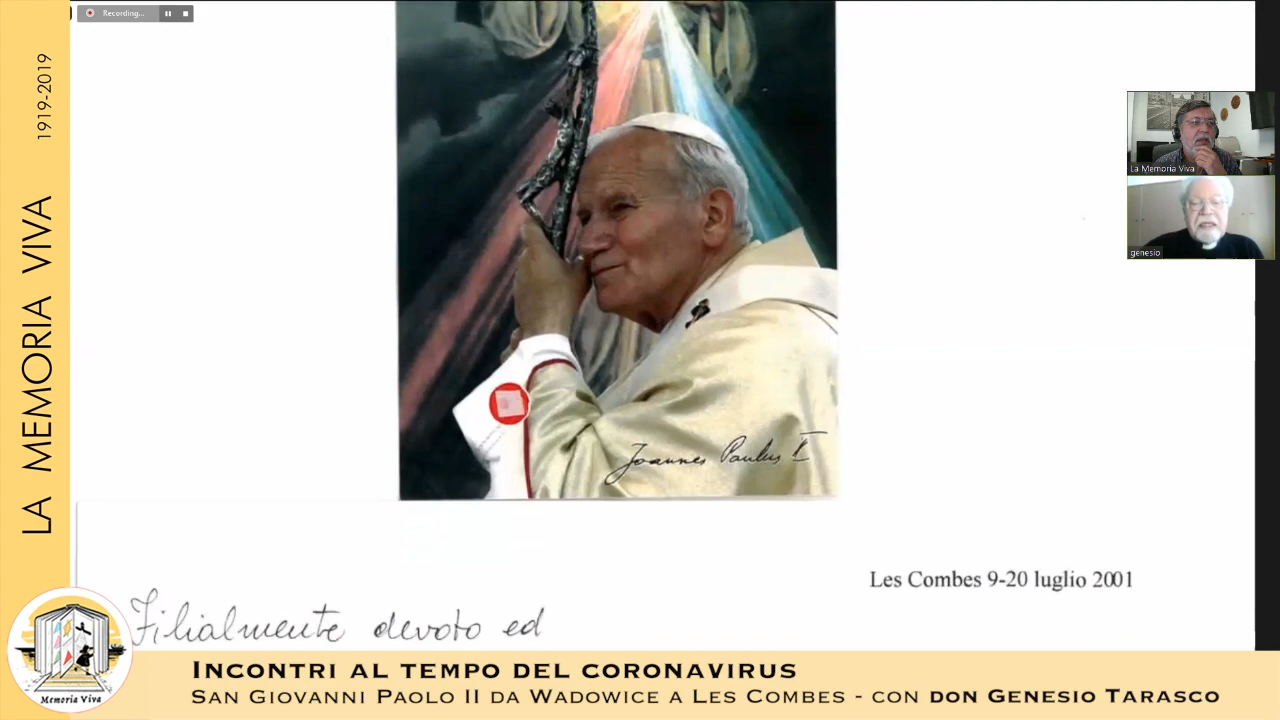 Recording...
LA MEMORIA VIVA 1919-2019
La Memoria Viva
genesio
Joannes Paulus II
Les Combes 9-20 luglio 2001
Filialmente devoto ed
Memoria Viva
INCONTRI AL TEMPO DEL CORONAVIRUS
SAN GIOVANNI PAOLO II DA WADOWICE A LES COMBES - CON DON GENESIO TARASCO